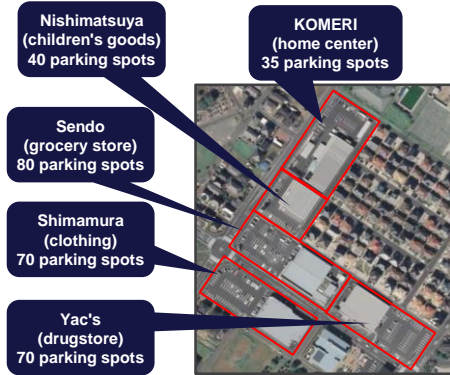 Nishimatsuya
(children's goods)
40 parking spots
KOMERI
(home center)
35 parking spots
Sendo
(grocery store)
80 parking spots
Shimamura
(clothing)
70 parking spots
Yac's
(drugstore)
70 parking spots